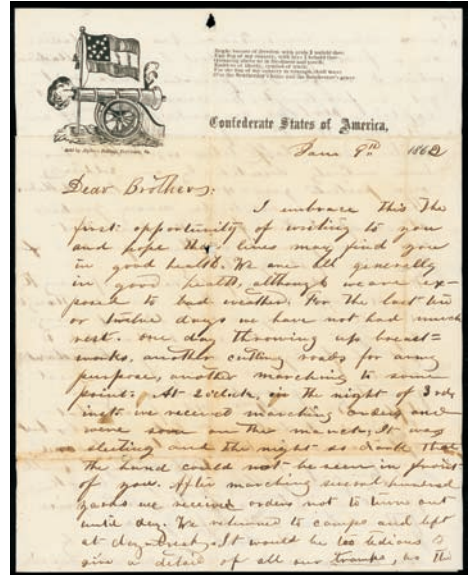 Confederate States of America,
Jany 9th 1862
Dear Brothers:
I embrace this the
first opportunity of writing to you
and hope these lines may find you
in good health. We are all generally
in good health, although we are ex-
posed to bad weather. For the last ten
or twelve days we have not had much
rest. one day throwing up breast=
works, another cutting roads for army
purpose, another marching to some
point. At 2 o'clock, on the night of 3rd
inst. we received marching orders and
were soon on the march, It was
sleeting and the night so dark that
the hand could not be seen in front
of you. After marching several hundred
yards we received orders not to turn out
until day. We returned to camps and left
at day-break. It would be too tedious to
give a detail of all our tramps, as the